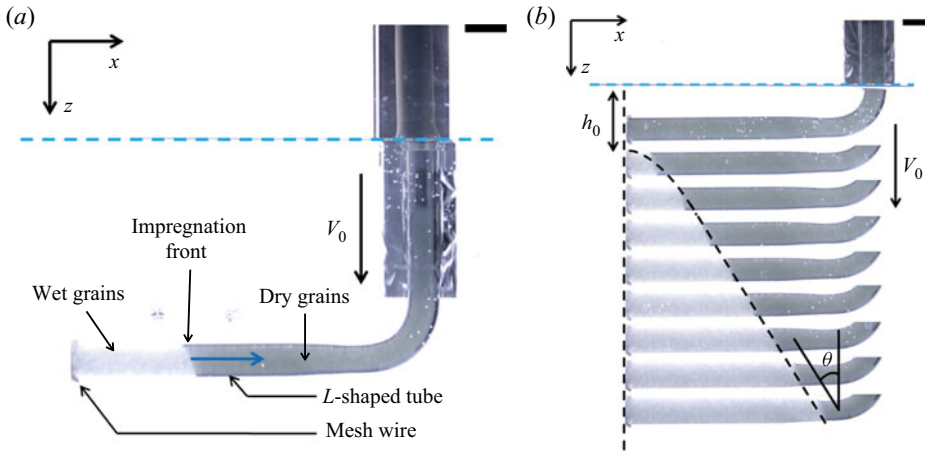 (a)
x
z
V0
Impregnation
front
Wet grains
Dry grains
L-shaped tube
Mesh wire
(b)
x
z
h0
V0
θ